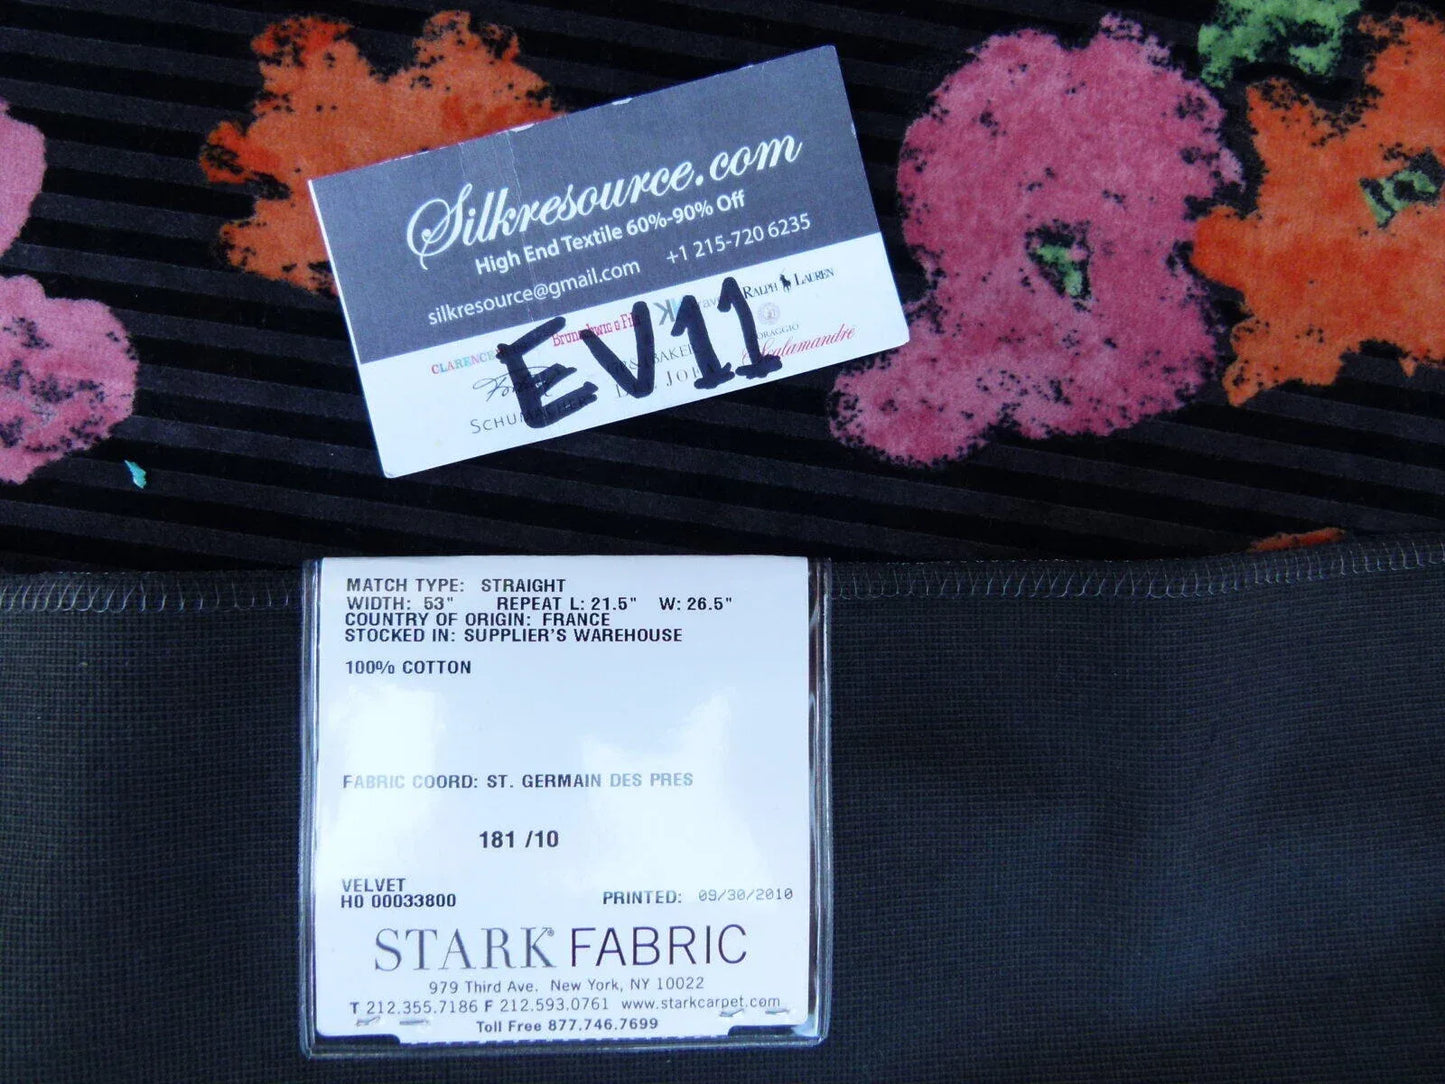 Silkresource.com
High End Textile 60%-90% Off
silkresource@gmail.com +1 215-720 6235
CLARENCE
RALPH LAUREN
Scalamandre
EV11
MATCH TYPE: STRAIGHT
WIDTH: 53" REPEAT L: 21.5" W: 26.5"
COUNTRY OF ORIGIN: FRANCE
STOCKED IN: SUPPLIER'S WAREHOUSE
100% COTTON
FABRIC COORD: ST. GERMAIN DES PRES
181 /10
VELVET
H0 00033800 PRINTED: 09/30/2010
STARK® FABRIC
979 Third Ave. New York, NY 10022
T 212.355.7186 F 212.593.0761 www.starkcarpet.com
Toll Free 877.746.7699